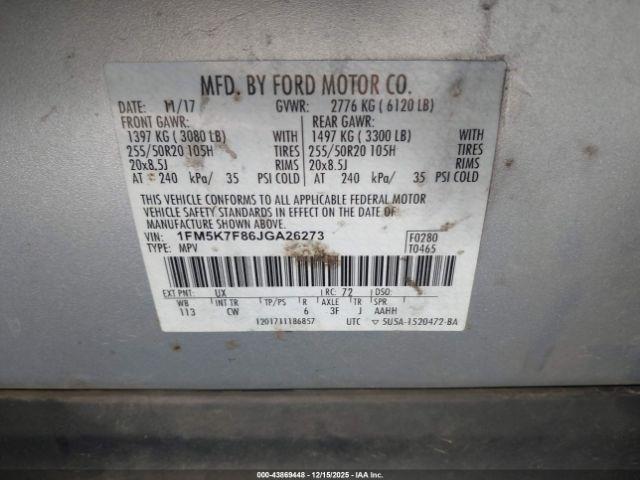 MFD. BY FORD MOTOR CO.
DATE: 11/17 GVWR: 2776 KG ( 6120 LB)
FRONT GAWR: REAR GAWR:
1397 KG ( 3080 LB) WITH 1497 KG ( 3300 LB) WITH
255/50R20 105H TIRES 255/50R20 105H TIRES
20x8.5J RIMS 20x8.5J RIMS
AT 240 kPa/ 35 PSI COLD AT 240 kPa/ 35 PSI COLD
THIS VEHICLE CONFORMS TO ALL APPLICABLE FEDERAL MOTOR
VEHICLE SAFETY STANDARDS IN EFFECT ON THE DATE OF
MANUFACTURE SHOWN ABOVE.
VIN: 1FM5K7F86JGA26273 F0280
TYPE: MPV T0465
EXT PNT: UX RC: 72 DSO:
WB INT TR TP/PS R AXLE TR SPR
113 CW 6 3F J AAHH
1201711186857 UTC ▽ 5U5A-1520472-BA
000-43869448 - 12/15/2025 - IAA Inc.